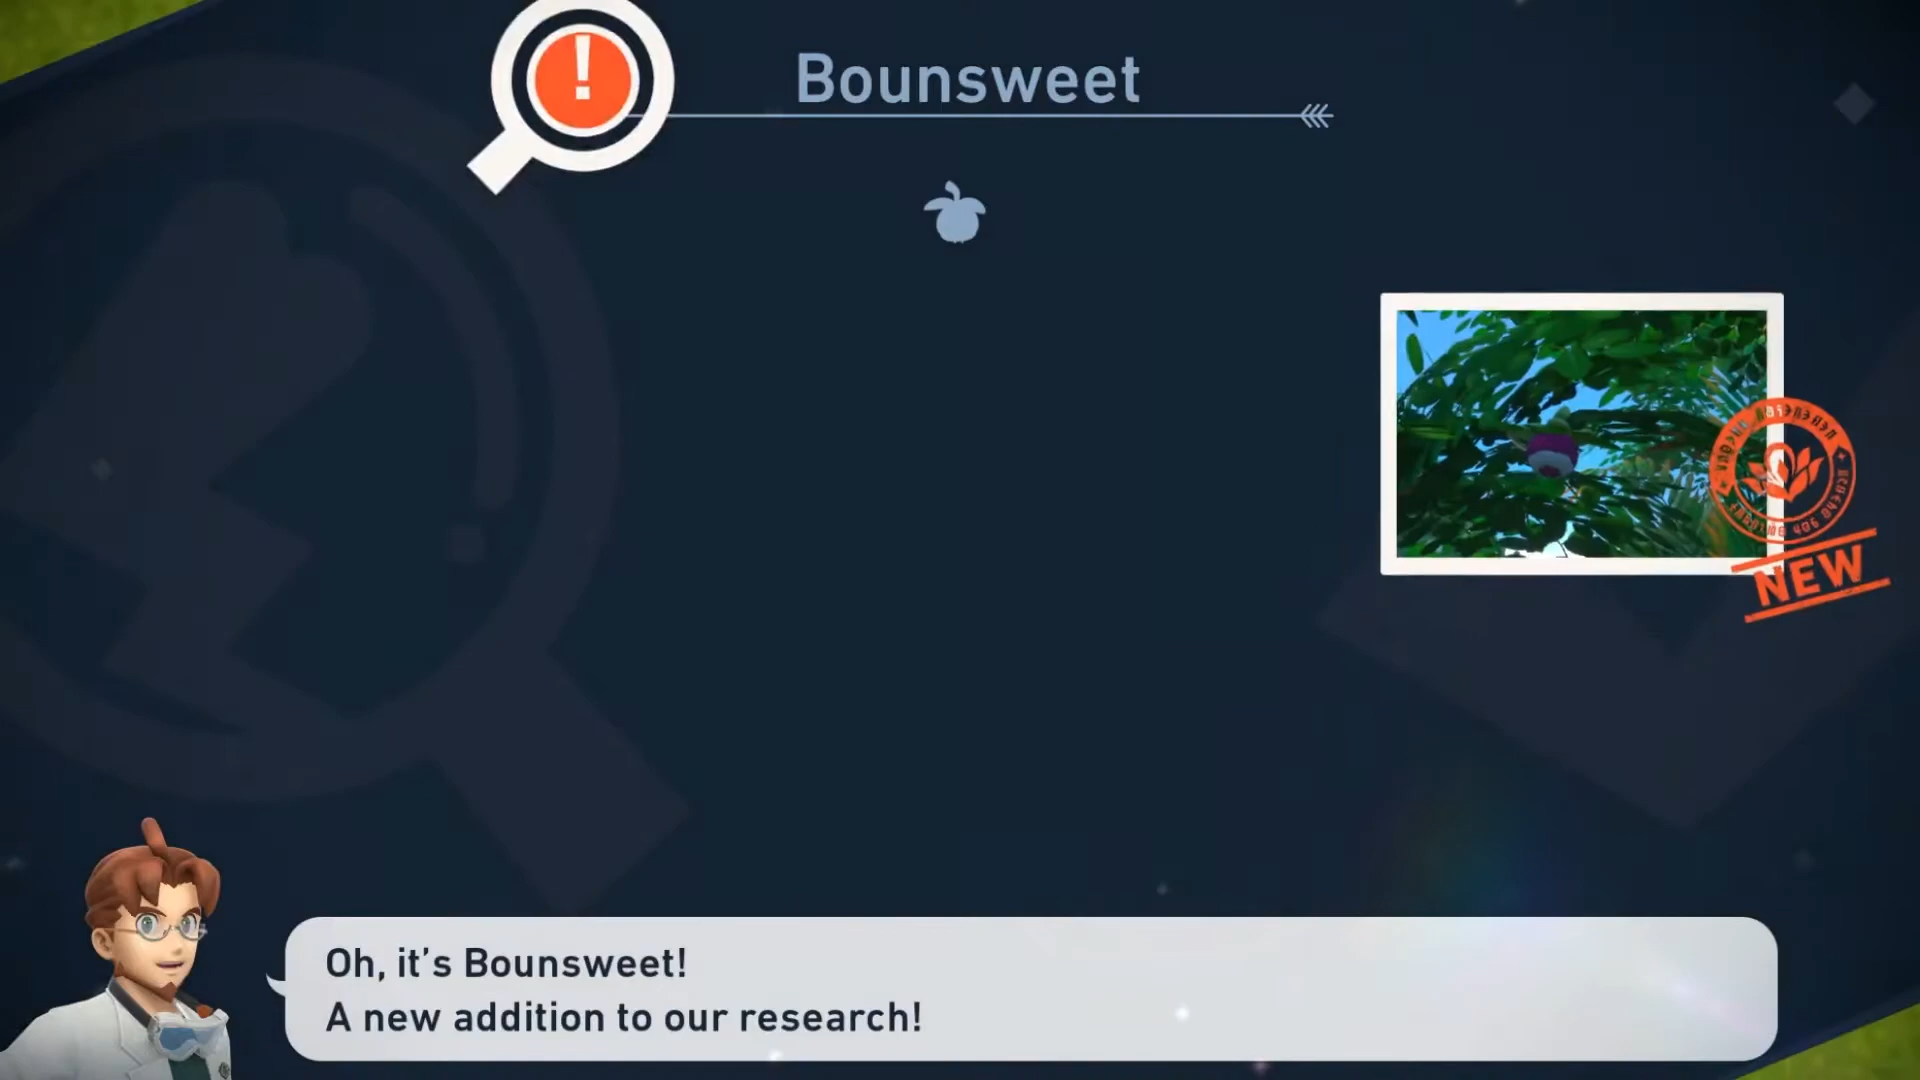 !
Bounsweet
NEW
Oh, it's Bounsweet!
A new addition to our research!